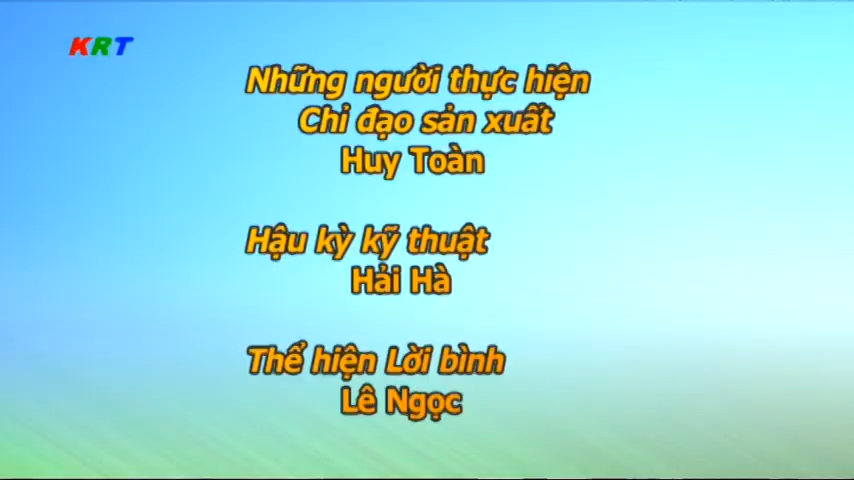 KRT
Những người thực hiện
Chỉ đạo sản xuất
Huy Toàn
Hậu kỳ kỹ thuật
Hải Hà
Thể hiện Lời bình
Lê Ngọc